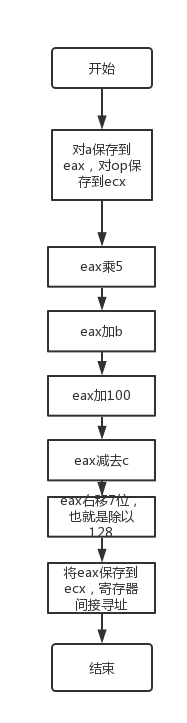 开始
对a保存到
eax，对op保
存到ecx
eax乘5
eax加b
eax加100
eax减去c
eax右移7位，
也就是除以
128
将eax保存到
ecx，寄存器
间接寻址
结束